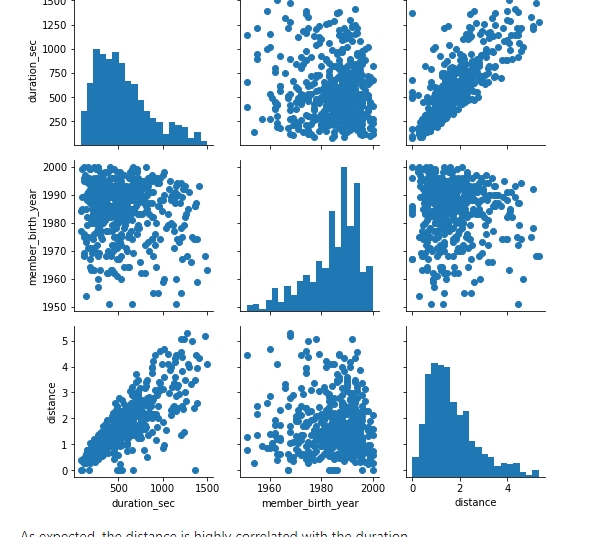 1500
1250
1000
750
500
250
duration_sec
2000
1990
1980
1970
1960
1950
member_birth_year
5
4
3
2
1
0
distance
500 1000 1500
1960 1980 2000
0 2 4
duration_sec member_birth_year distance
As expected, the distance is highly correlated with the duration